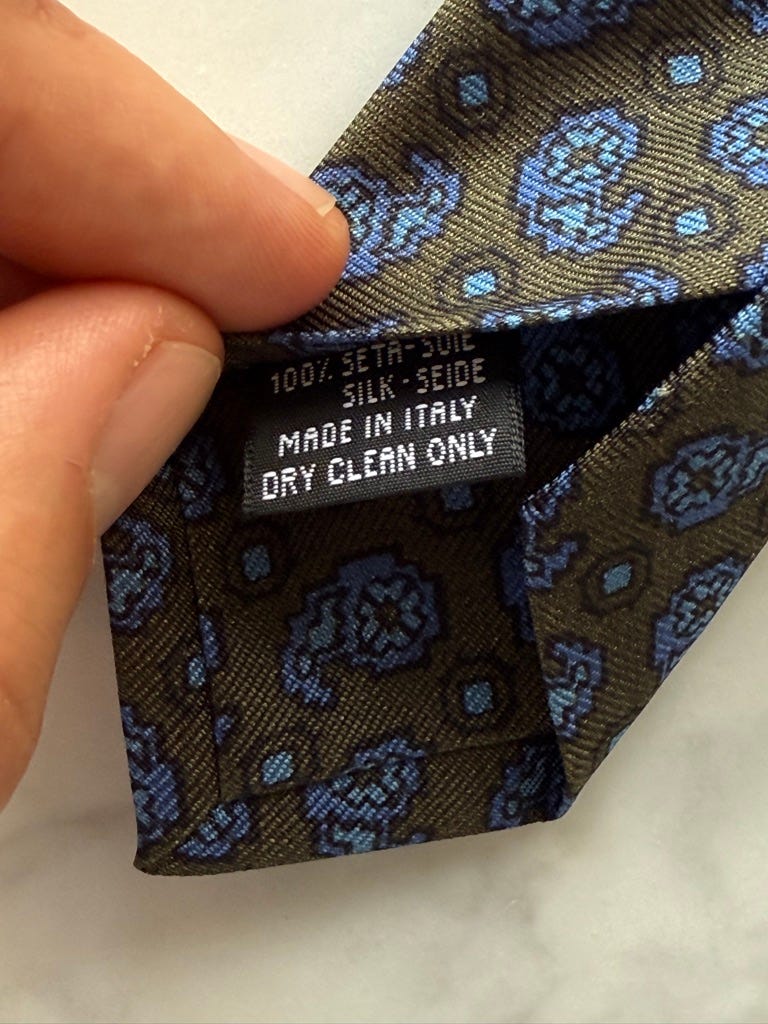 100% SETA-SOIE
SILK-SEIDE
MADE IN ITALY
DRY CLEAN ONLY